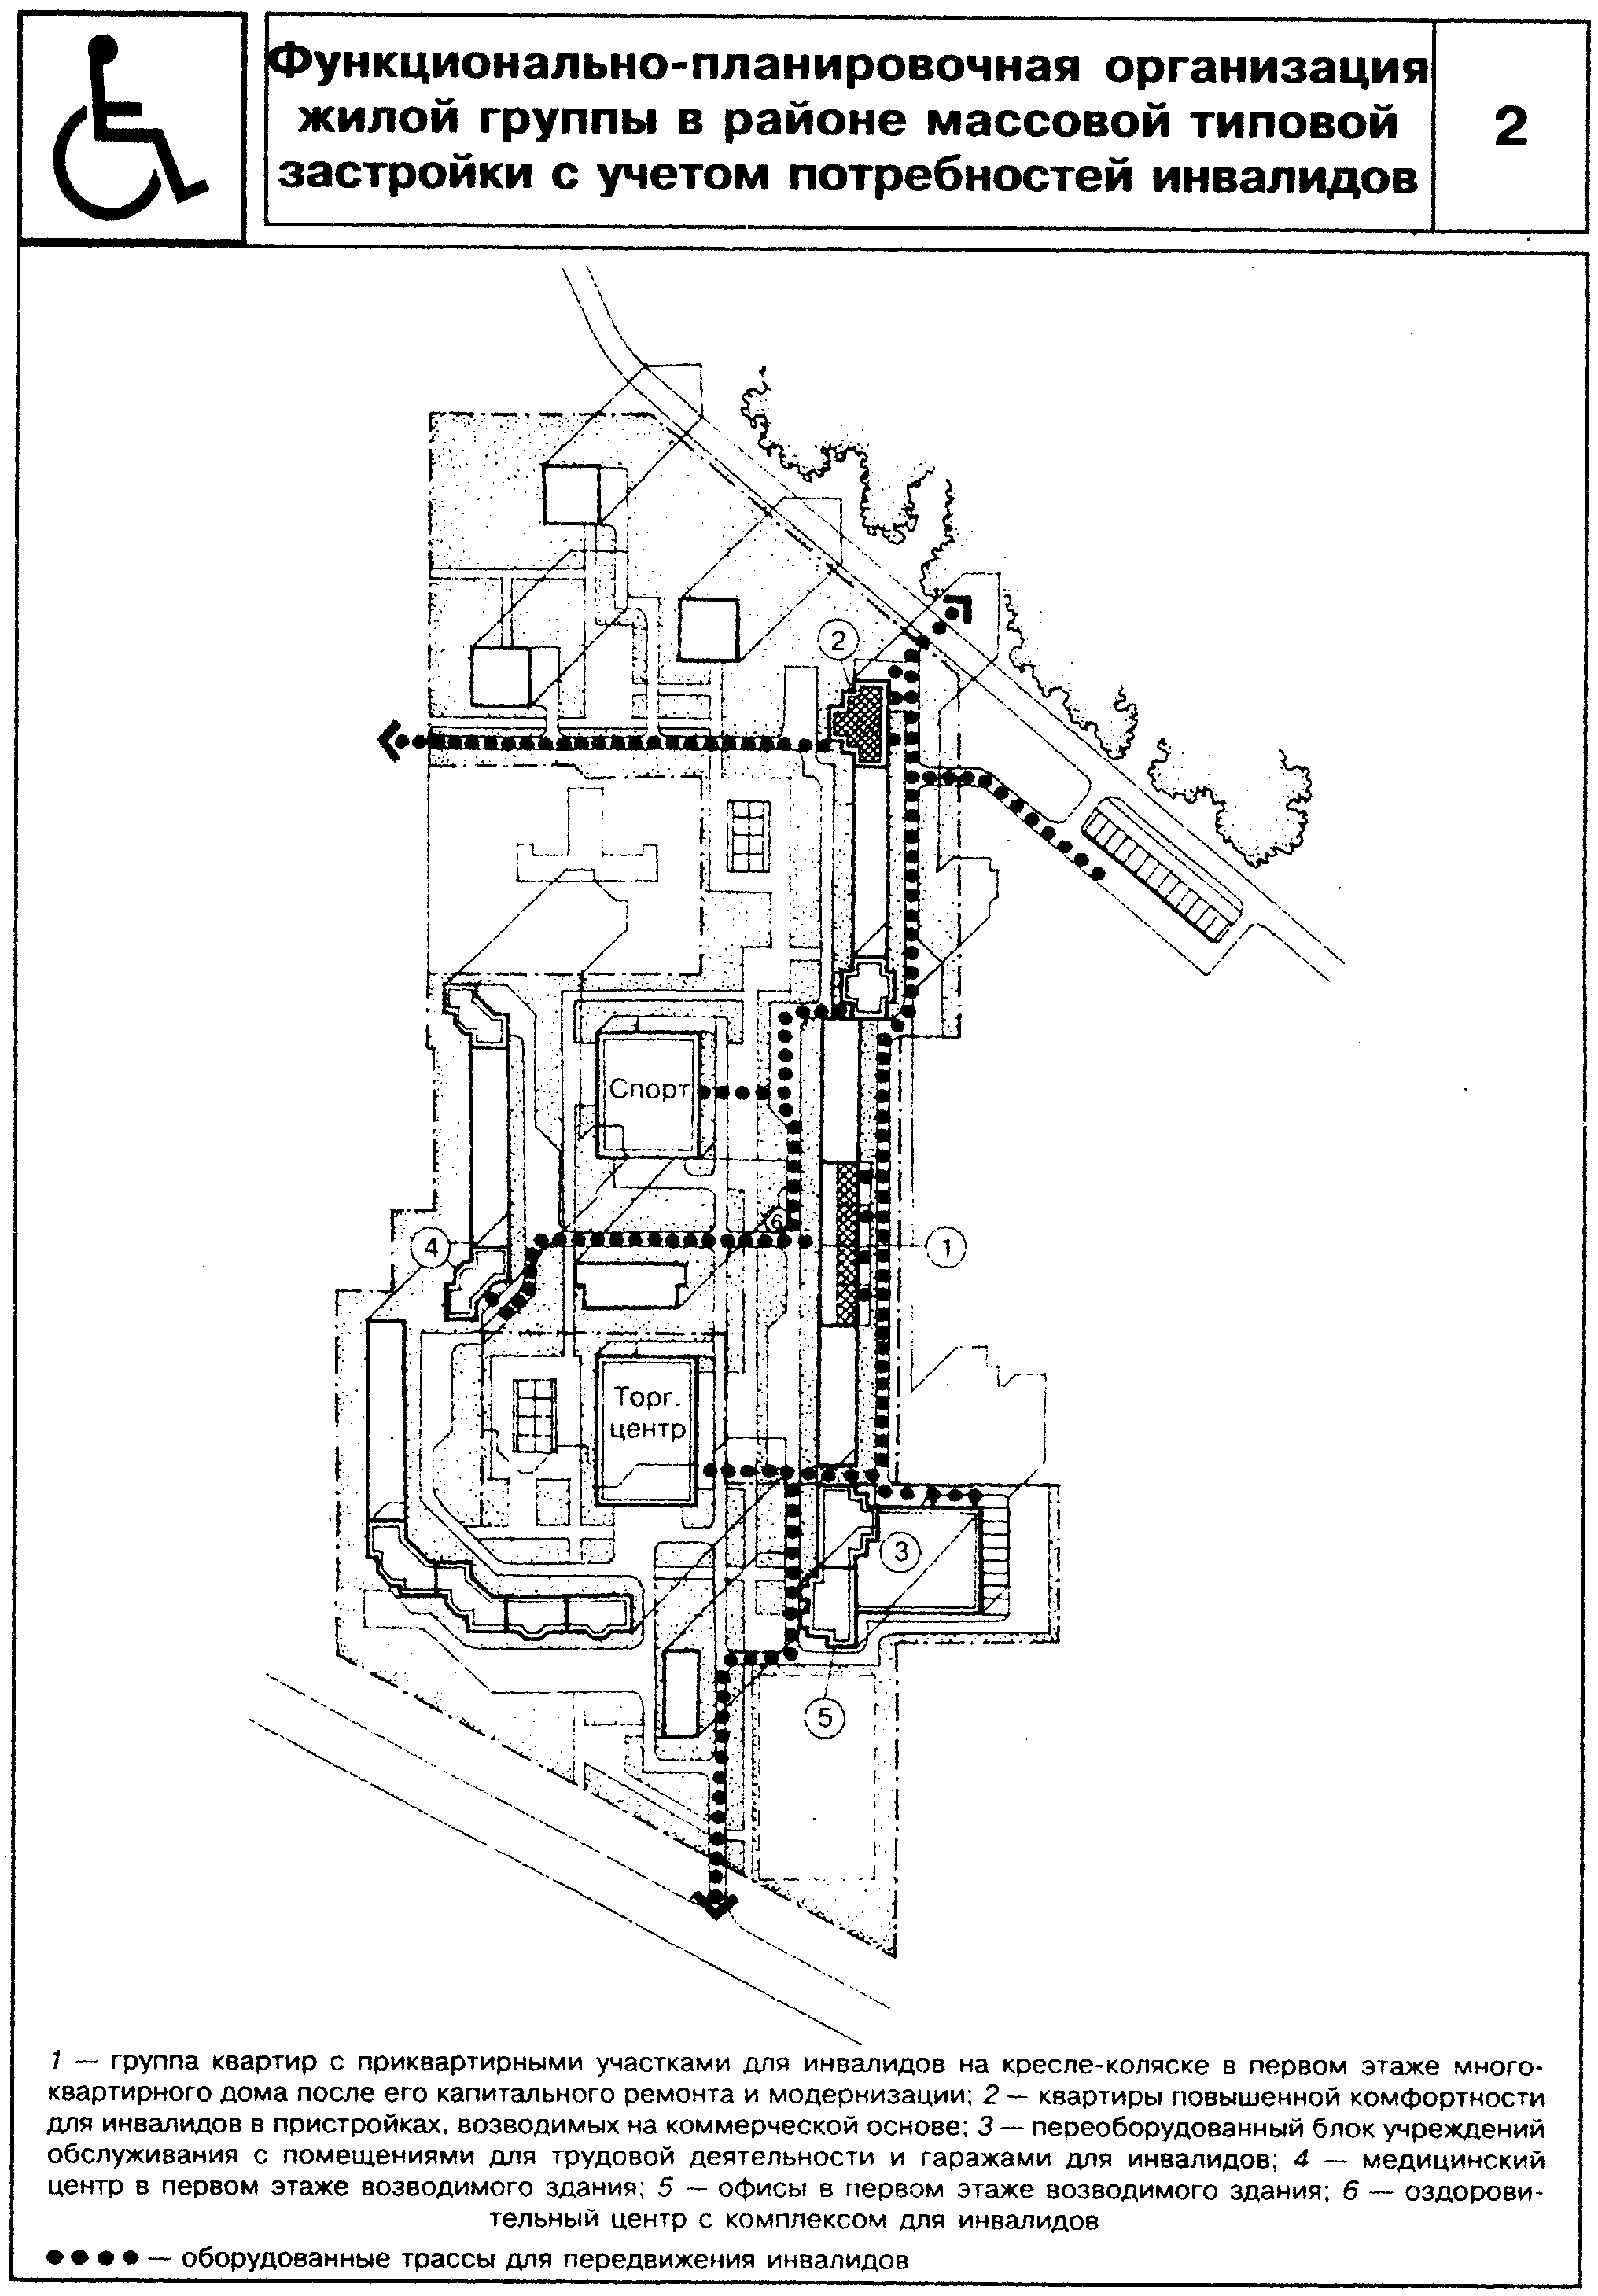 Функционально-планировочная организация
жилой группы в районе массовой типовой
застройки с учетом потребностей инвалидов
2
2
Спорт
6
4
1
Торг.
центр
3
5
1 — группа квартир с приквартирными участками для инвалидов на кресле-коляске в первом этаже много-
квартирного дома после его капитального ремонта и модернизации; 2 — квартиры повышенной комфортности
для инвалидов в пристройках, возводимых на коммерческой основе; 3 — переоборудованный блок учреждений
обслуживания с помещениями для трудовой деятельности и гаражами для инвалидов; 4 — медицинский
центр в первом этаже возводимого здания; 5 — офисы в первом этаже возводимого здания; 6 — оздорови-
тельный центр с комплексом для инвалидов
— оборудованные трассы для передвижения инвалидов